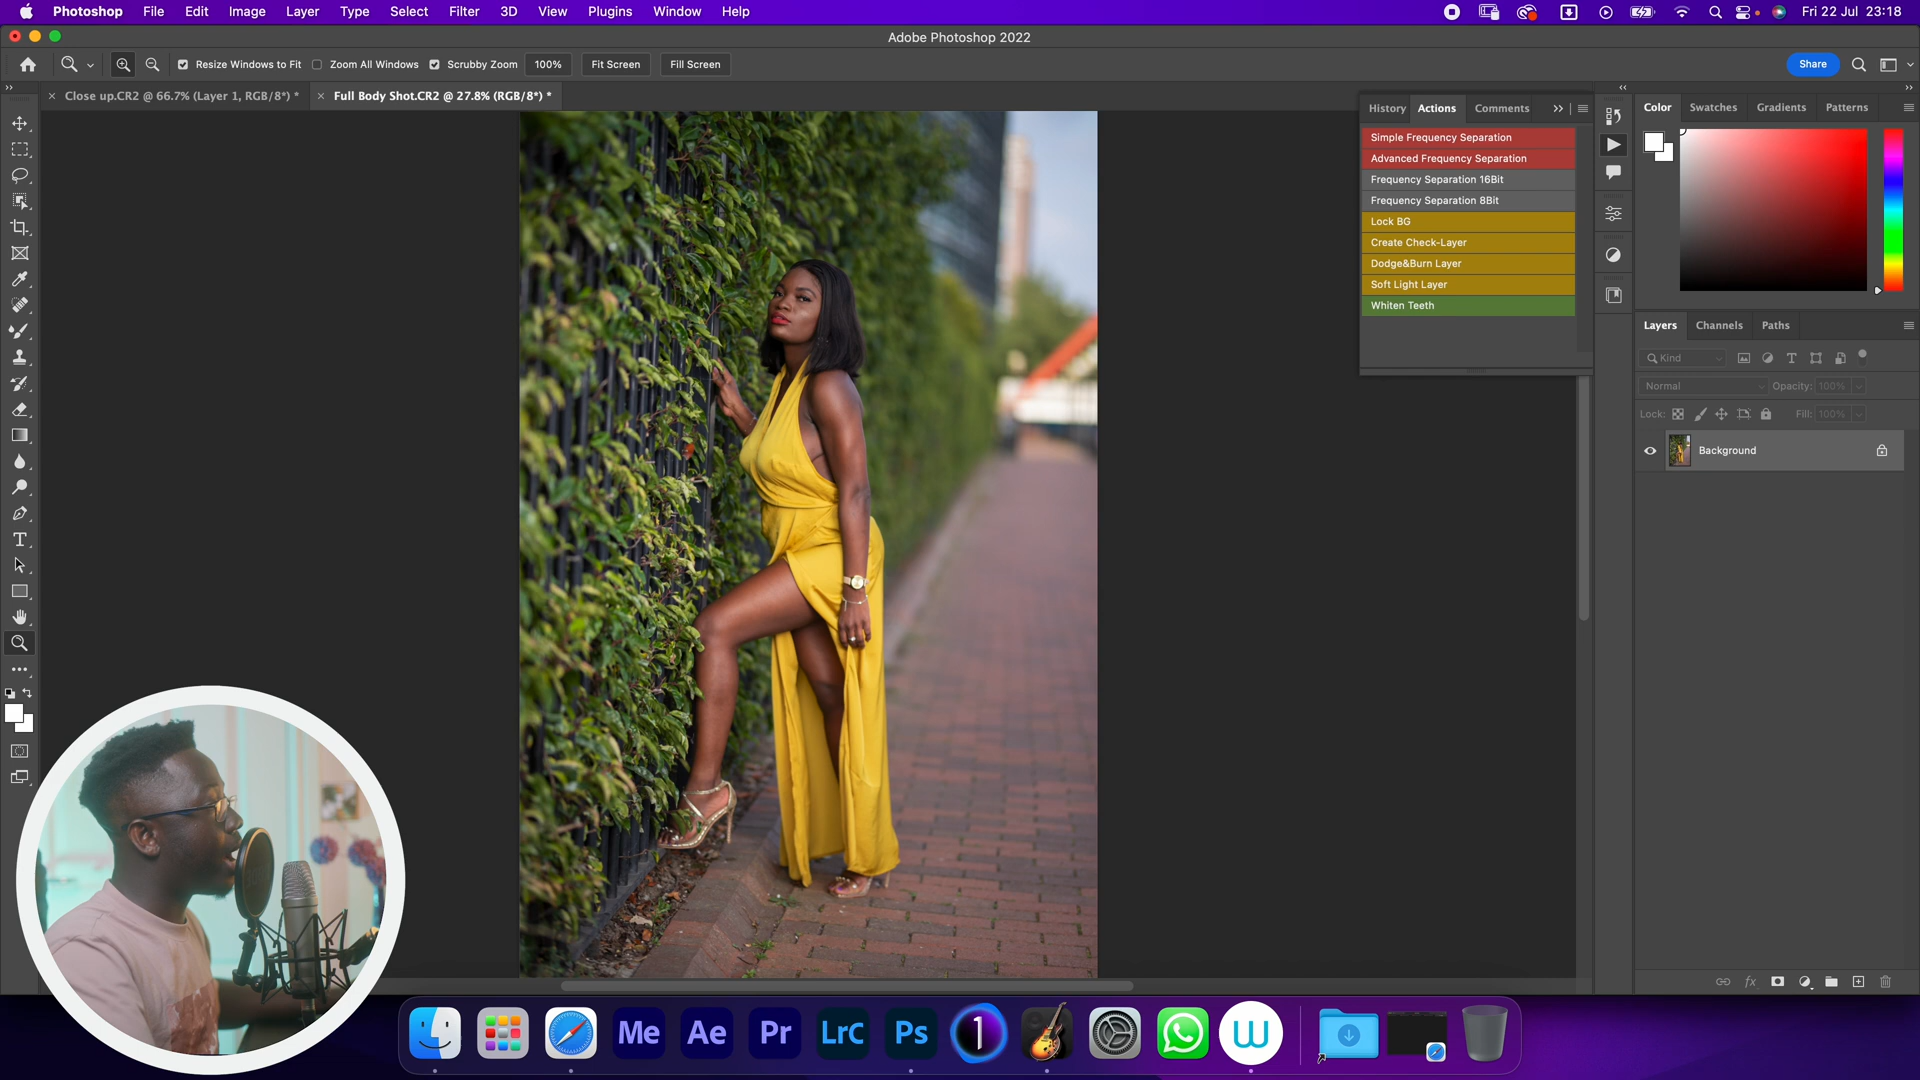 Photoshop File Edit Image Layer Type Select Filter 3D View Plugins Window Help
Fri 22 Jul 23:18
Adobe Photoshop 2022
Resize Windows to Fit Zoom All Windows Scrubby Zoom 100% Fit Screen Fill Screen
Share
Close up.CR2 @ 66.7% (Layer 1, RGB/8*) *
Full Body Shot.CR2 @ 27.8% (RGB/8*) *
History Actions Comments
Simple Frequency Separation
Advanced Frequency Separation
Frequency Separation 16Bit
Frequency Separation 8Bit
Lock BG
Create Check-Layer
Dodge&Burn Layer
Soft Light Layer
Whiten Teeth
Color Swatches Gradients Patterns
Layers Channels Paths
Kind
Normal Opacity: 100%
Lock: Fill: 100%
Background
fx
Me Ae Pr LrC Ps 1 W